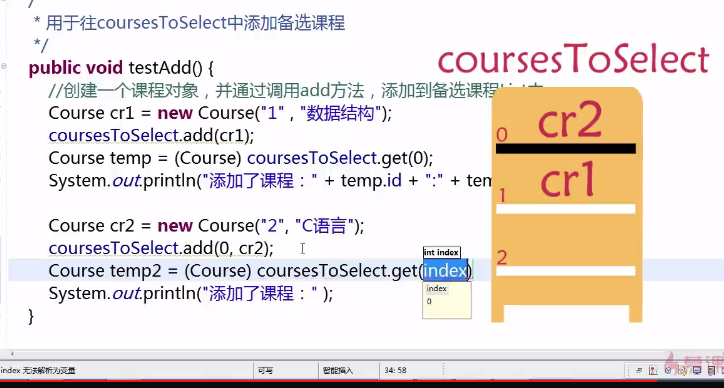 /
* 用于往coursesToSelect中添加备选课程
*/
public void testAdd() {
//创建一个课程对象，并通过调用add方法，添加到备选课程List中
Course cr1 = new Course("1" , "数据结构");
coursesToSelect.add(cr1);
Course temp = (Course) coursesToSelect.get(0);
System.out.println("添加了课程：" + temp.id + ":" + tem
Course cr2 = new Course("2", "C语言");
coursesToSelect.add(0, cr2);
int index
Course temp2 = (Course) coursesToSelect.get(index)
index
0
System.out.println("添加了课程：" );
}
coursesToSelect
cr2
0
cr1
1
2
index 无法解析为变量
可写
智能插入
34: 58